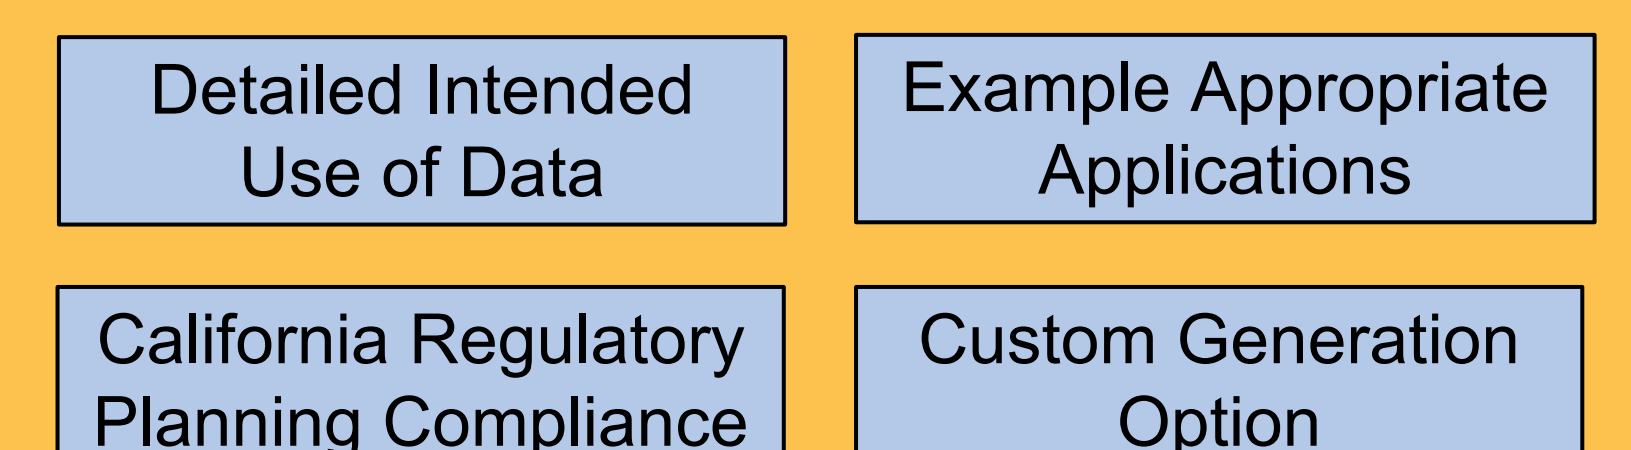 Detailed Intended
Use of Data
Example Appropriate
Applications
California Regulatory
Planning Compliance
Custom Generation
Option